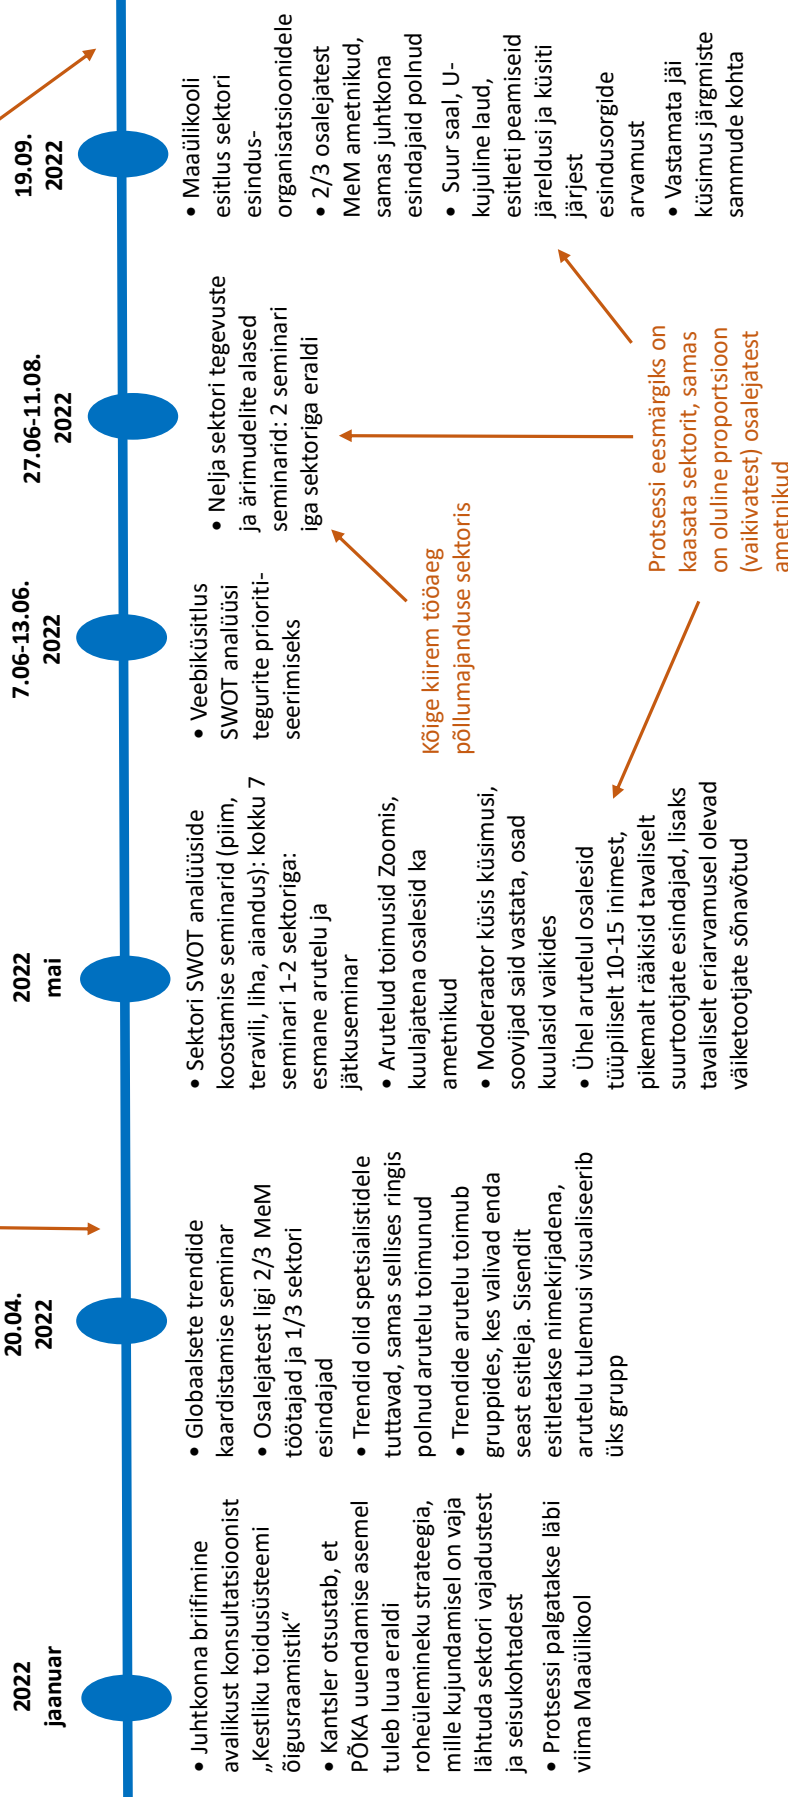 2022
jaanuar
• Juhtkonna briifimine
avalikust konsultatsioonist
„Kestliku toidusüsteemi
õigusraamistik“
• Kantsler otsustab, et
PÕKA uuendamise asemel
tuleb luua eraldi
roheülemineku strateegia,
mille kujundamisel on vaja
lähtuda sektori vajadustest
ja seisukohtadest
• Protsessi palgatakse läbi
viima Maaülikool
20.04.
2022
• Globaalsete trendide
kaardistamise seminar
• Osalejatest ligi 2/3 MeM
töötajad ja 1/3 sektori
esindajad
• Trendid olid spetsialistidele
tuttavad, samas sellises ringis
polnud arutelu toimunud
• Trendide arutelu toimub
gruppides, kes valivad enda
seast esitleja. Sisendit
esitletakse nimekirjadena,
arutelu tulemusi visualiseerib
üks grupp
2022
mai
• Sektori SWOT analüüside
koostamise seminarid (piim,
teravili, liha, aiandus): kokku 7
seminari 1-2 sektoriga:
esmane arutelu ja
jätkuseminar
• Arutelud toimusid Zoomis,
kuulajatena osalesid ka
ametnikud
• Moderaator küsis küsimusi,
soovijad said vastata, osad
kuulasid vaikides
• Ühel arutelul osalesid
tüüpiliselt 10-15 inimest,
pikemalt rääkisid tavaliselt
suurtootjate esindajad, lisaks
tavaliselt eriarvamusel olevad
väiketootjate sõnavõtud
7.06-13.06.
2022
• Veebiküsitlus
SWOT analüüsi
tegurite prioriti-
seerimiseks
Kõige kiirem tööaeg
põllumajanduse sektoris
27.06-11.08.
2022
• Nelja sektori tegevuste
ja ärimudelite alased
seminarid: 2 seminari
iga sektoriga eraldi
Protsessi eesmärgiks on
kaasata sektorit, samas
on oluline proportsioon
(vaikivatest) osalejatest
ametnikud
19.09.
2022
• Maaülikooli
esitlus sektori
esindus-
organisatsioonidele
• 2/3 osalejatest
MeM ametnikud,
samas juhtkona
esindajaid polnud
• Suur saal, U-
kujuline laud,
esitleti peamiseid
järeldusi ja küsiti
järjest
esindusorgide
arvamust
• Vastamata jäi
küsimus järgmiste
sammude kohta